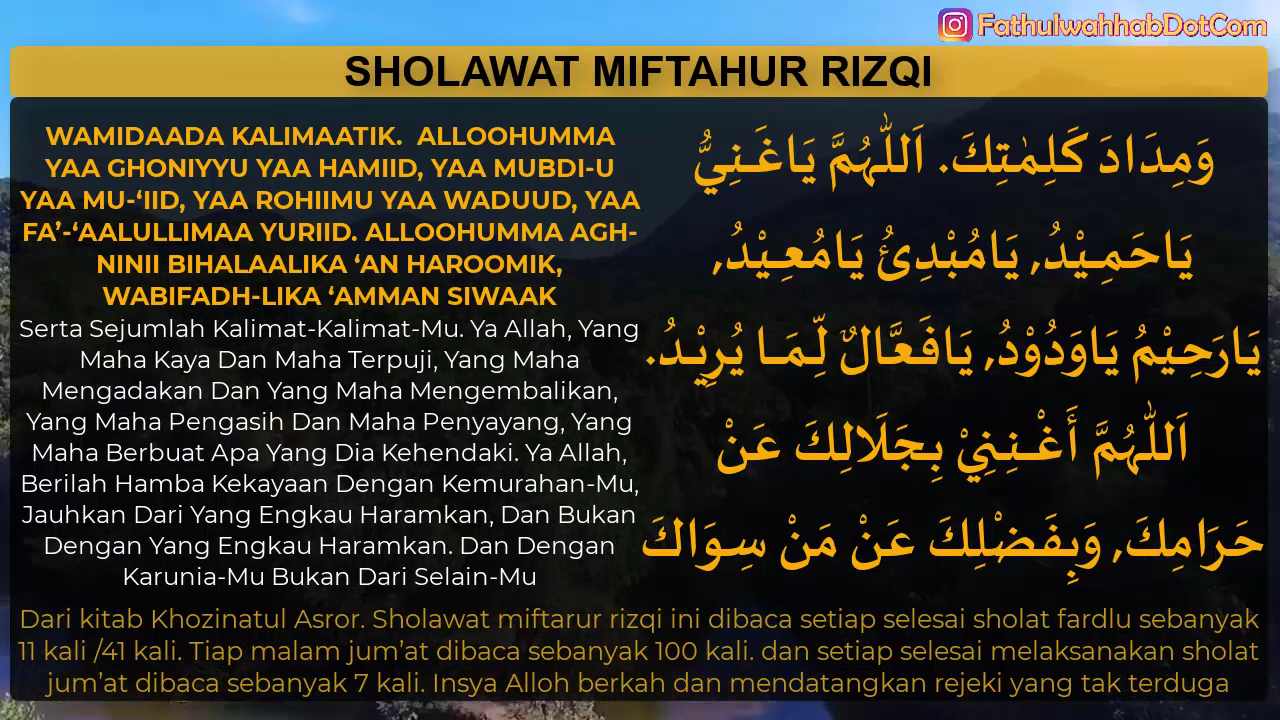 FathulwahhabDotCom
SHOLAWAT MIFTAHUR RIZQI
WAMIDAADA KALIMAATIK.  ALLOOHUMMA
YAA GHONIYYU YAA HAMIID, YAA MUBDI-U
YAA MU-‘IID, YAA ROHIIMU YAA WADUUD, YAA
FA’-‘AALULLIMAA YURIID. ALLOOHUMMA AGH-
NINII BIHALAALIKA ‘AN HAROOMIK,
WABIFADH-LIKA ‘AMMAN SIWAAK
Serta Sejumlah Kalimat-Kalimat-Mu. Ya Allah, Yang
Maha Kaya Dan Maha Terpuji, Yang Maha
Mengadakan Dan Yang Maha Mengembalikan,
Yang Maha Pengasih Dan Maha Penyayang, Yang
Maha Berbuat Apa Yang Dia Kehendaki. Ya Allah,
Berilah Hamba Kekayaan Dengan Kemurahan-Mu,
Jauhkan Dari Yang Engkau Haramkan, Dan Bukan
Dengan Yang Engkau Haramkan. Dan Dengan
Karunia-Mu Bukan Dari Selain-Mu
وَمِدَادَ كَلِمٰتِكَ. اَللّٰهُمَّ يَاغَنِيُّ
يَاحَمِيْدُ, يَامُبْدِئُ يَامُعِيْدُ,
يَارَحِيْمُ يَاوَدُوْدُ, يَافَعَّالٌ لِّمَا يُرِيْدُ.
اَللّٰهُمَّ أَغْنِنِيْ بِجَلَالِكَ عَنْ
حَرَامِكَ, وَبِفَضْلِكَ عَنْ مَنْ سِوَاكَ
Dari kitab Khozinatul Asror. Sholawat miftarur rizqi ini dibaca setiap selesai sholat fardlu sebanyak
11 kali /41 kali. Tiap malam jum’at dibaca sebanyak 100 kali. dan setiap selesai melaksanakan sholat
jum’at dibaca sebanyak 7 kali. Insya Alloh berkah dan mendatangkan rejeki yang tak terduga